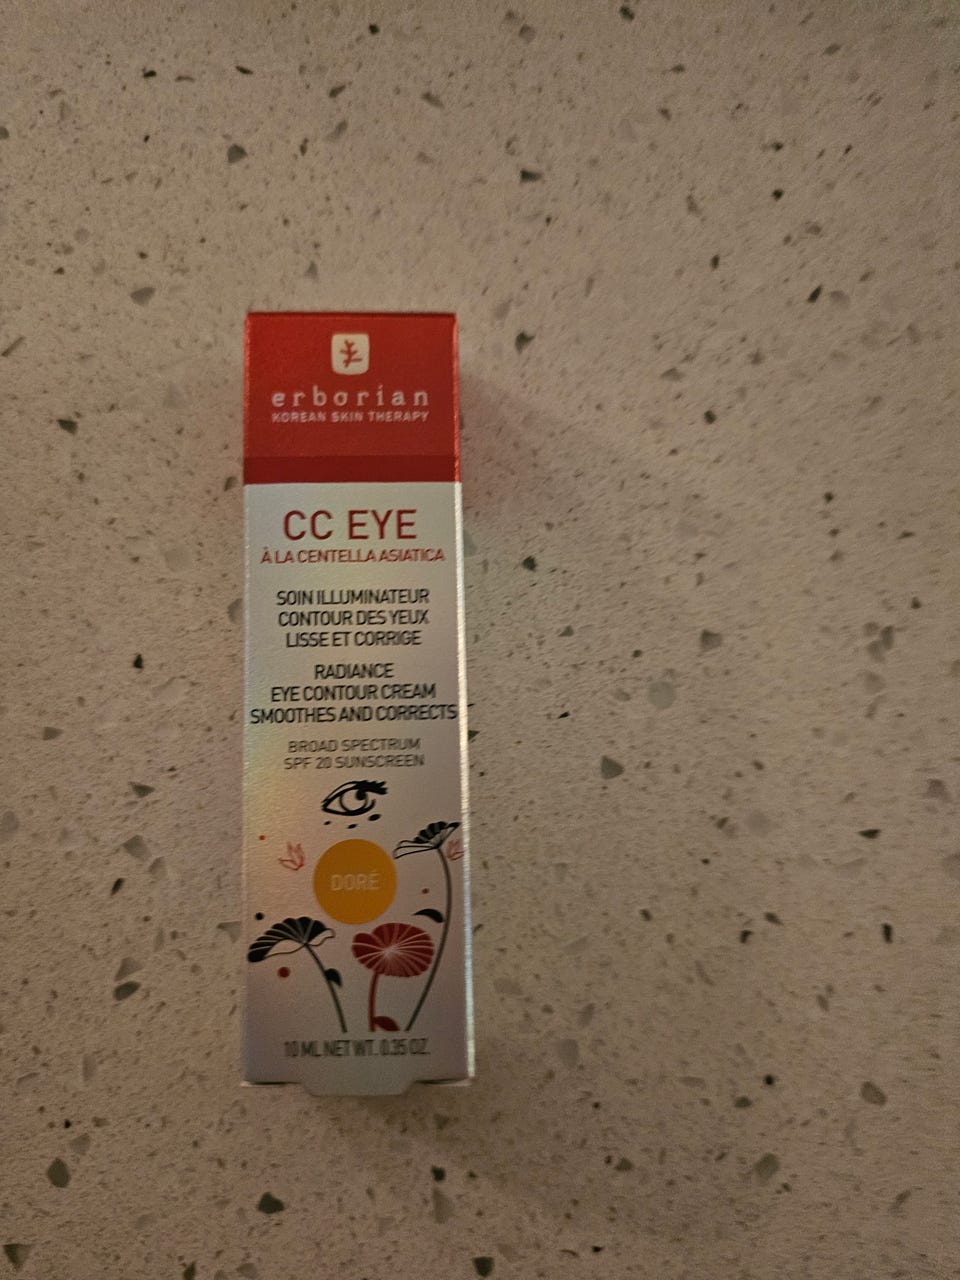 erborian
KOREAN SKIN THERAPY
CC EYE
À LA CENTELLA ASIATICA
SOIN ILLUMINATEUR
CONTOUR DES YEUX
LISSE ET CORRIGE
RADIANCE
EYE CONTOUR CREAM
SMOOTHES AND CORRECTS
BROAD SPECTRUM
SPF 20 SUNSCREEN
DORÉ
10 ML NET WT. 0.35 OZ.